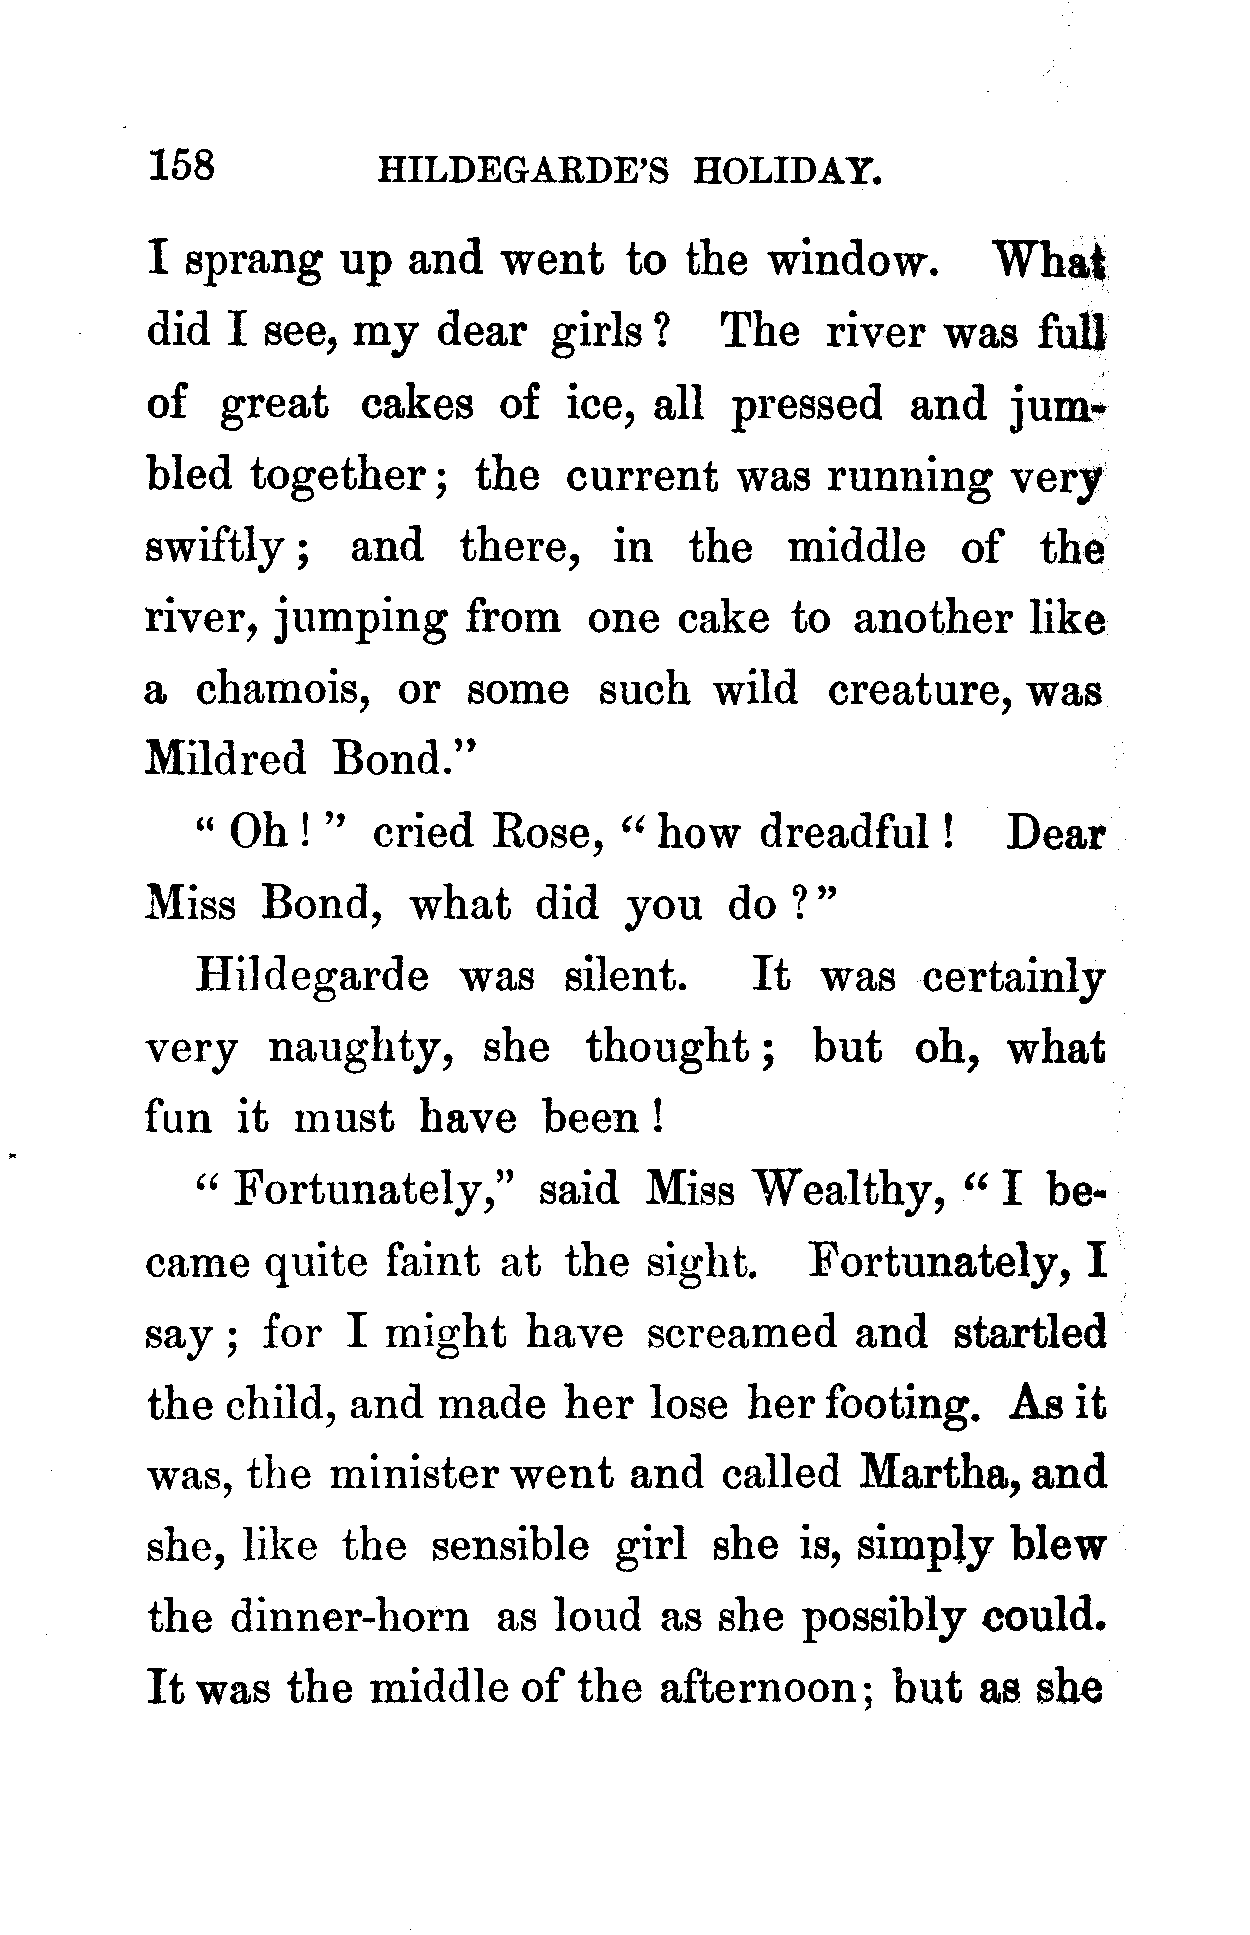 158 HILDEGARDE'S HOLIDAY.
I sprang up and went to the window. What
did I see, my dear girls? The river was full
of great cakes of ice, all pressed and jum-
bled together; the current was running very
swiftly; and there, in the middle of the
river, jumping from one cake to another like
a chamois, or some such wild creature, was
Mildred Bond."
"Oh!" cried Rose, "how dreadful! Dear
Miss Bond, what did you do?"
Hildegarde was silent. It was certainly
very naughty, she thought; but oh, what
fun it must have been!
"Fortunately," said Miss Wealthy, "I be-
came quite faint at the sight. Fortunately, I
say; for I might have screamed and startled
the child, and made her lose her footing. As it
was, the minister went and called Martha, and
she, like the sensible girl she is, simply blew
the dinner-horn as loud as she possibly could.
It was the middle of the afternoon; but as she